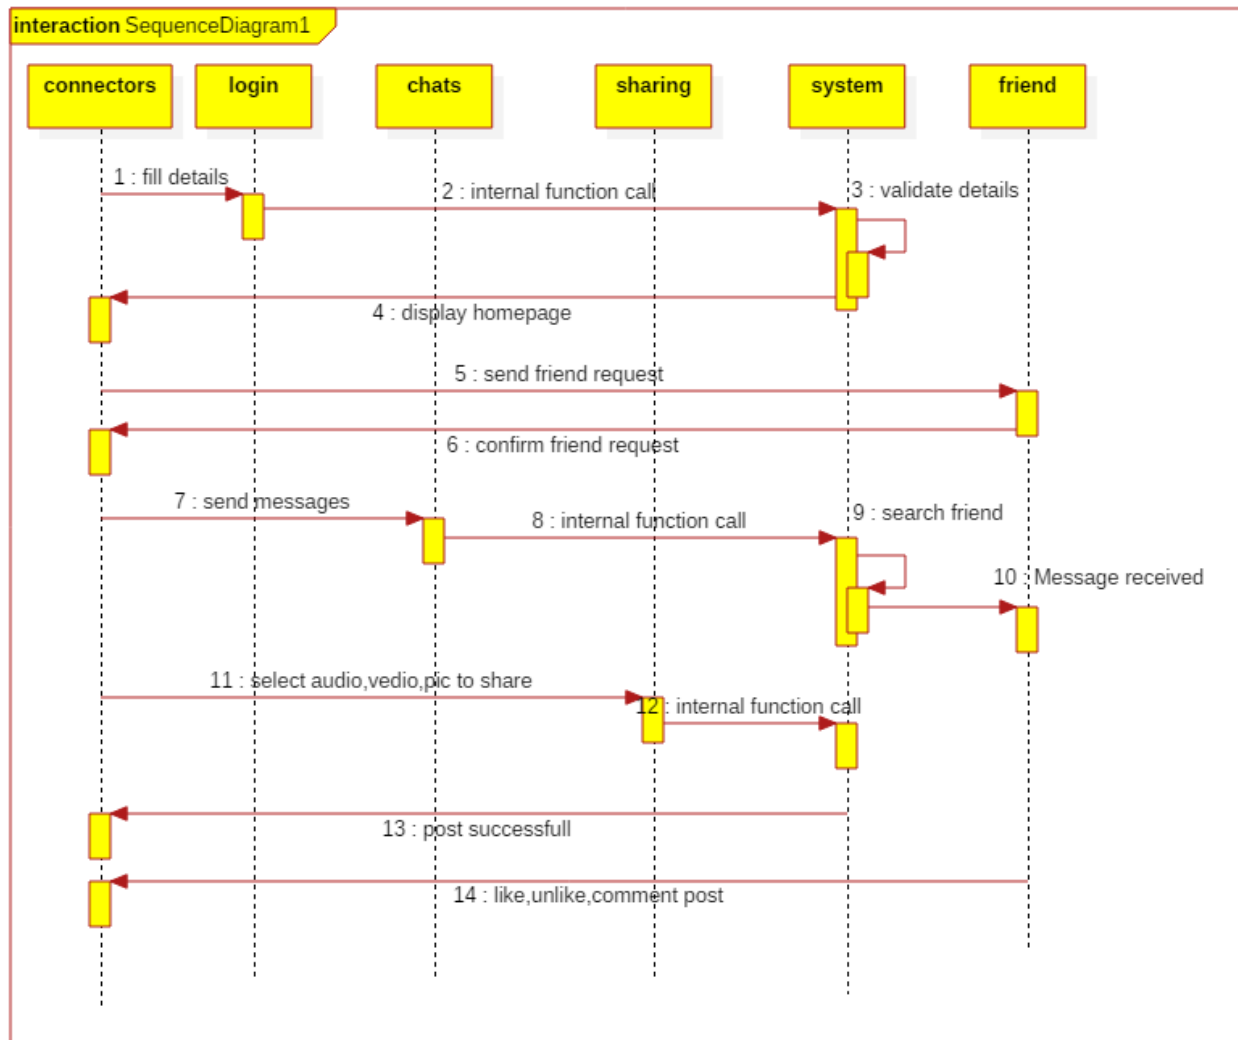 interaction SequenceDiagram1
connectors
login
chats
sharing
system
friend
1 : fill details
2 : internal function call
3 : validate details
4 : display homepage
5 : send friend request
6 : confirm friend request
7 : send messages
8 : internal function call
9 : search friend
10 : Message received
11 : select audio,vedio,pic to share
12 : internal function call
13 : post successfull
14 : like,unlike,comment post